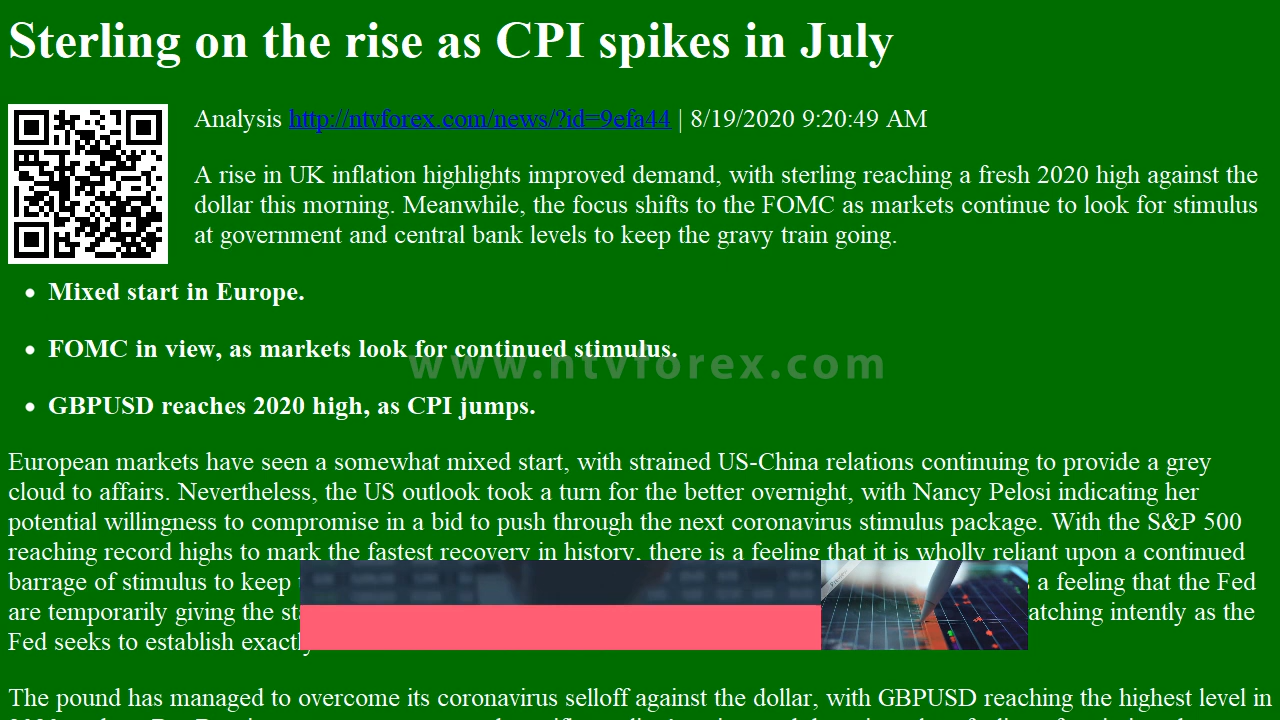 Sterling on the rise as CPI spikes in July
Analysis http://ntvforex.com/news/?id=9efa44 | 8/19/2020 9:20:49 AM
A rise in UK inflation highlights improved demand, with sterling reaching a fresh 2020 high against the
dollar this morning. Meanwhile, the focus shifts to the FOMC as markets continue to look for stimulus
at government and central bank levels to keep the gravy train going.
• Mixed start in Europe.
• FOMC in view, as markets look for continued stimulus.
www.ntvforex.com
• GBPUSD reaches 2020 high, as CPI jumps.
European markets have seen a somewhat mixed start, with strained US-China relations continuing to provide a grey
cloud to affairs. Nevertheless, the US outlook took a turn for the better overnight, with Nancy Pelosi indicating her
potential willingness to compromise in a bid to push through the next coronavirus stimulus package. With the S&P 500
reaching record highs to mark the fastest recovery in history, there is a feeling that it is wholly reliant upon a continued
barrage of stimulus to keep a feeling that the Fed
are temporarily giving the atching intently as the
Fed seeks to establish exactly
The pound has managed to overcome its coronavirus selloff against the dollar, with GBPUSD reaching the highest level in